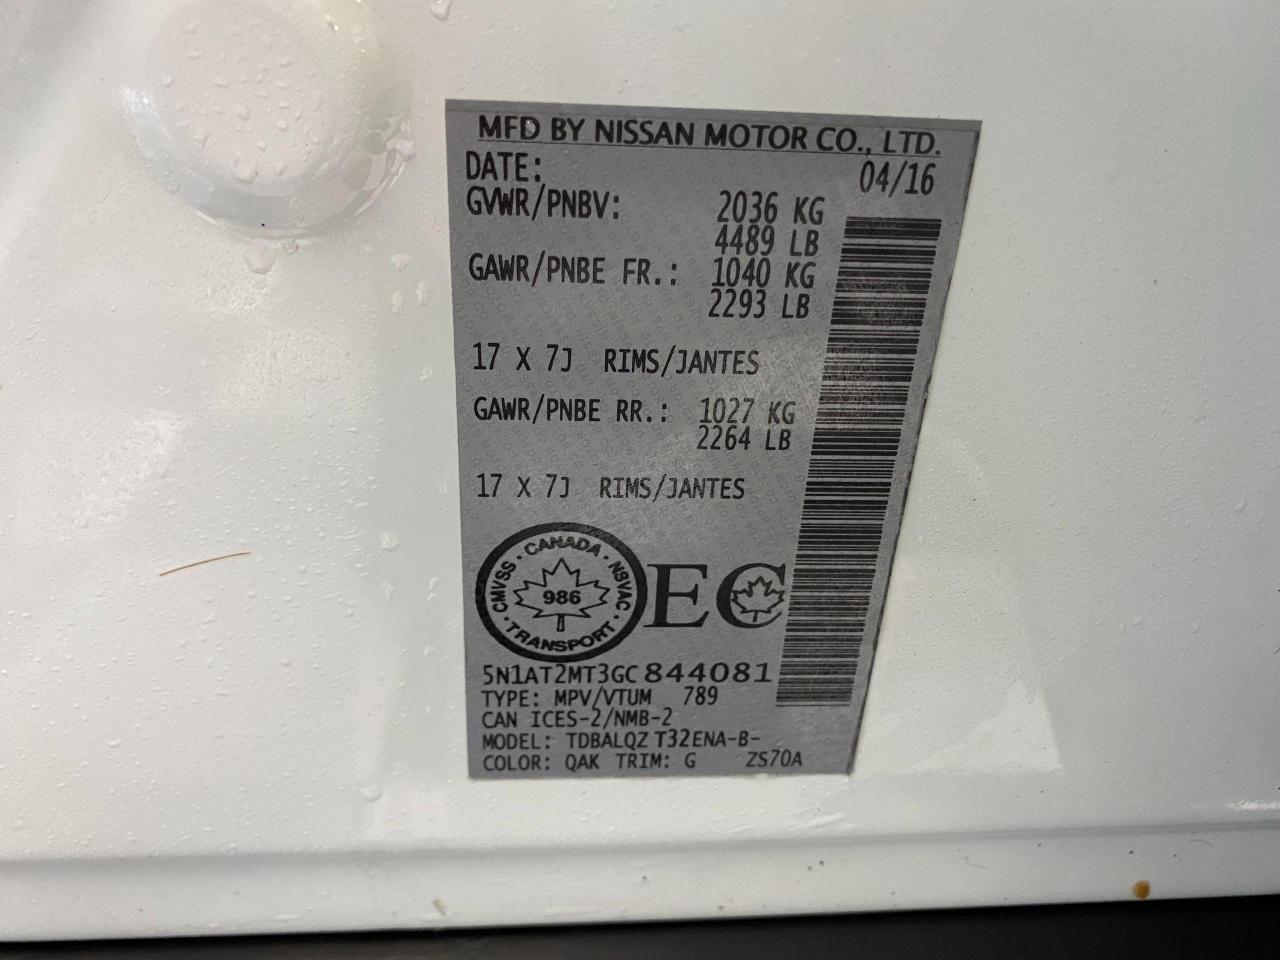 MFD BY NISSAN MOTOR CO., LTD.
DATE: 04/16
GVWR/PNBV: 2036 KG
4489 LB
GAWR/PNBE FR.: 1040 KG
2293 LB
17 X 7J RIMS/JANTES
GAWR/PNBE RR.: 1027 KG
2264 LB
17 X 7J RIMS/JANTES
CMVSS · CANADA · NSVAC · TRANSPORT ·
986
EC
5N1AT2MT3GC844081
TYPE: MPV/VTUM 789
CAN ICES-2/NMB-2
MODEL: TDBALQZ T32ENA-B-
COLOR: QAK TRIM: G ZS70A